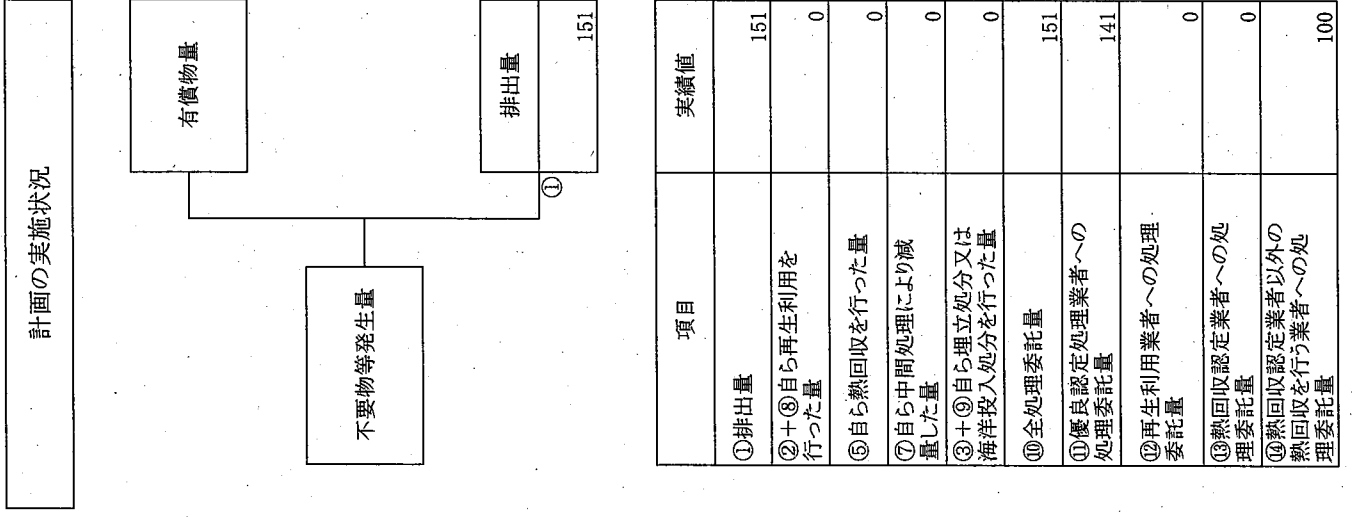 計画の実施状況
有償物量
不要物等発生量
排出量
①
151
項目 実績値
①排出量 151
②+⑧自ら再生利用を
行った量 0
⑤自ら熱回収を行った量 0
⑦自ら中間処理により減
量した量 0
③+⑨自ら埋立処分又は
海洋投入処分を行った量 0
⑩全処理委託量 151
⑪優良認定処理業者への
処理委託量 141
⑫再生利用業者への処理
委託量 0
⑬熱回収認定業者への処
理委託量 0
⑭熱回収認定業者以外の
熱回収を行う業者への処
理委託量 100